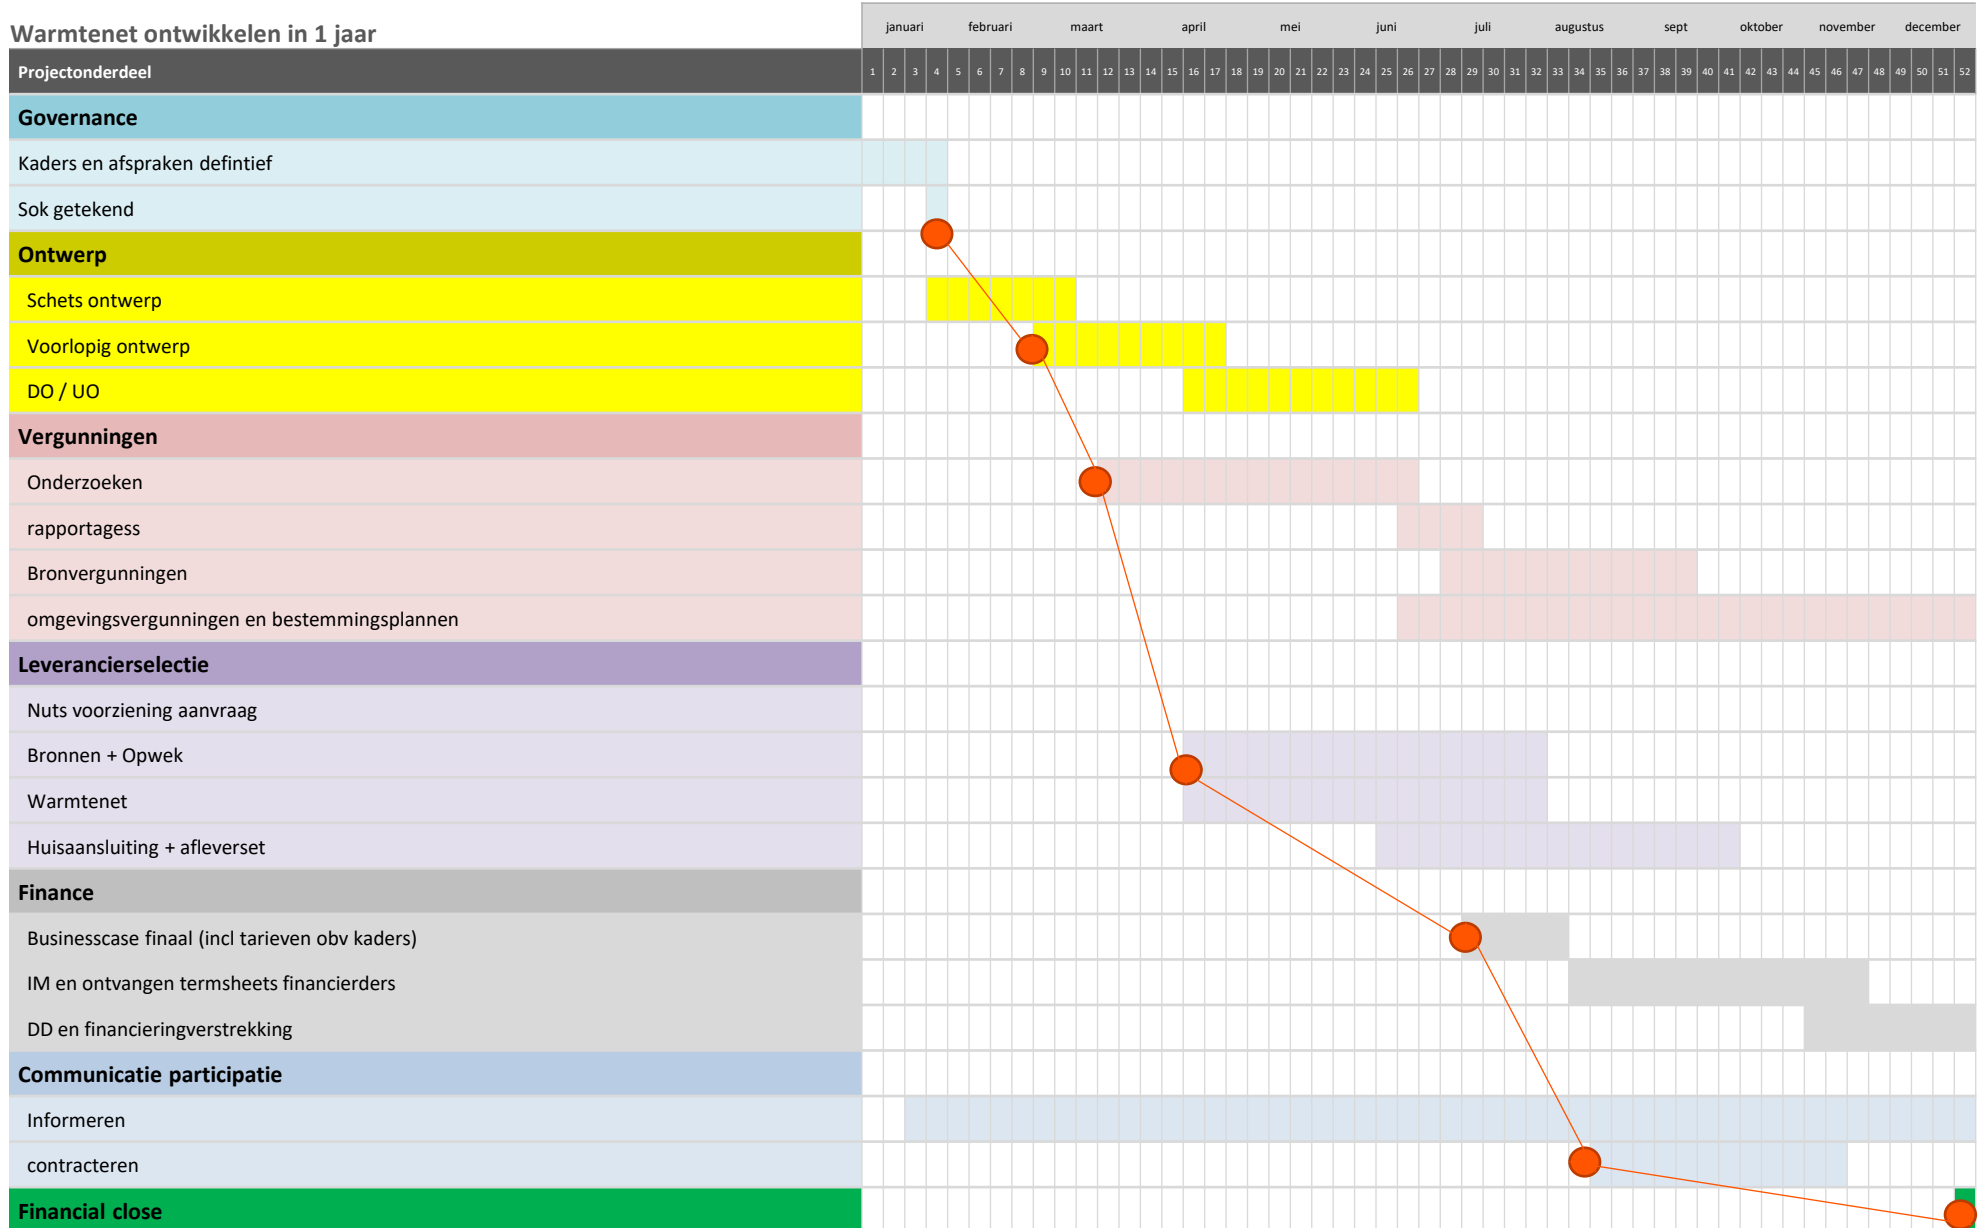 Warmtenet ontwikkelen in 1 jaar
januari februari maart april mei juni juli augustus sept oktober november december
Projectonderdeel 1 2 3 4 5 6 7 8 9 10 11 12 13 14 15 16 17 18 19 20 21 22 23 24 25 26 27 28 29 30 31 32 33 34 35 36 37 38 39 40 41 42 43 44 45 46 47 48 49 50 51 52
Governance
Kaders en afspraken defintief
Sok getekend
Ontwerp
Schets ontwerp
Voorlopig ontwerp
DO / UO
Vergunningen
Onderzoeken
rapportagess
Bronvergunningen
omgevingsvergunningen en bestemmingsplannen
Leverancierselectie
Nuts voorziening aanvraag
Bronnen + Opwek
Warmtenet
Huisaansluiting + afleverset
Finance
Businesscase finaal (incl tarieven obv kaders)
IM en ontvangen termsheets financierders
DD en financieringverstrekking
Communicatie participatie
Informeren
contracteren
Financial close